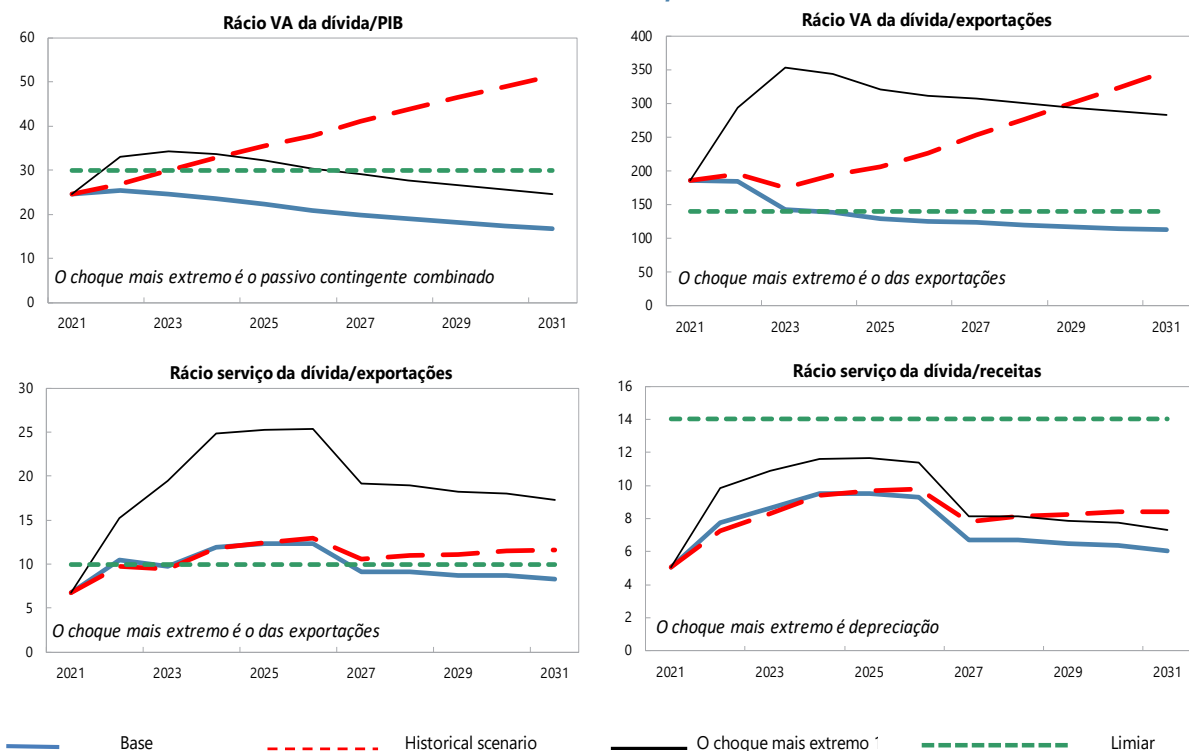 Rácio VA da dívida/PIB
60
50
40
30
20
10
0
O choque mais extremo é o passivo contingente combinado
2021 2023 2025 2027 2029 2031
Rácio VA da dívida/exportações
400
350
300
250
200
150
100
50
0
O choque mais extremo é o das exportações
2021 2023 2025 2027 2029 2031
Rácio serviço da dívida/exportações
30
25
20
15
10
5
0
O choque mais extremo é o das exportações
2021 2023 2025 2027 2029 2031
Rácio serviço da dívida/receitas
16
14
12
10
8
6
4
2
0
O choque mais extremo é depreciação
2021 2023 2025 2027 2029 2031
Base Historical scenario O choque mais extremo Limiar